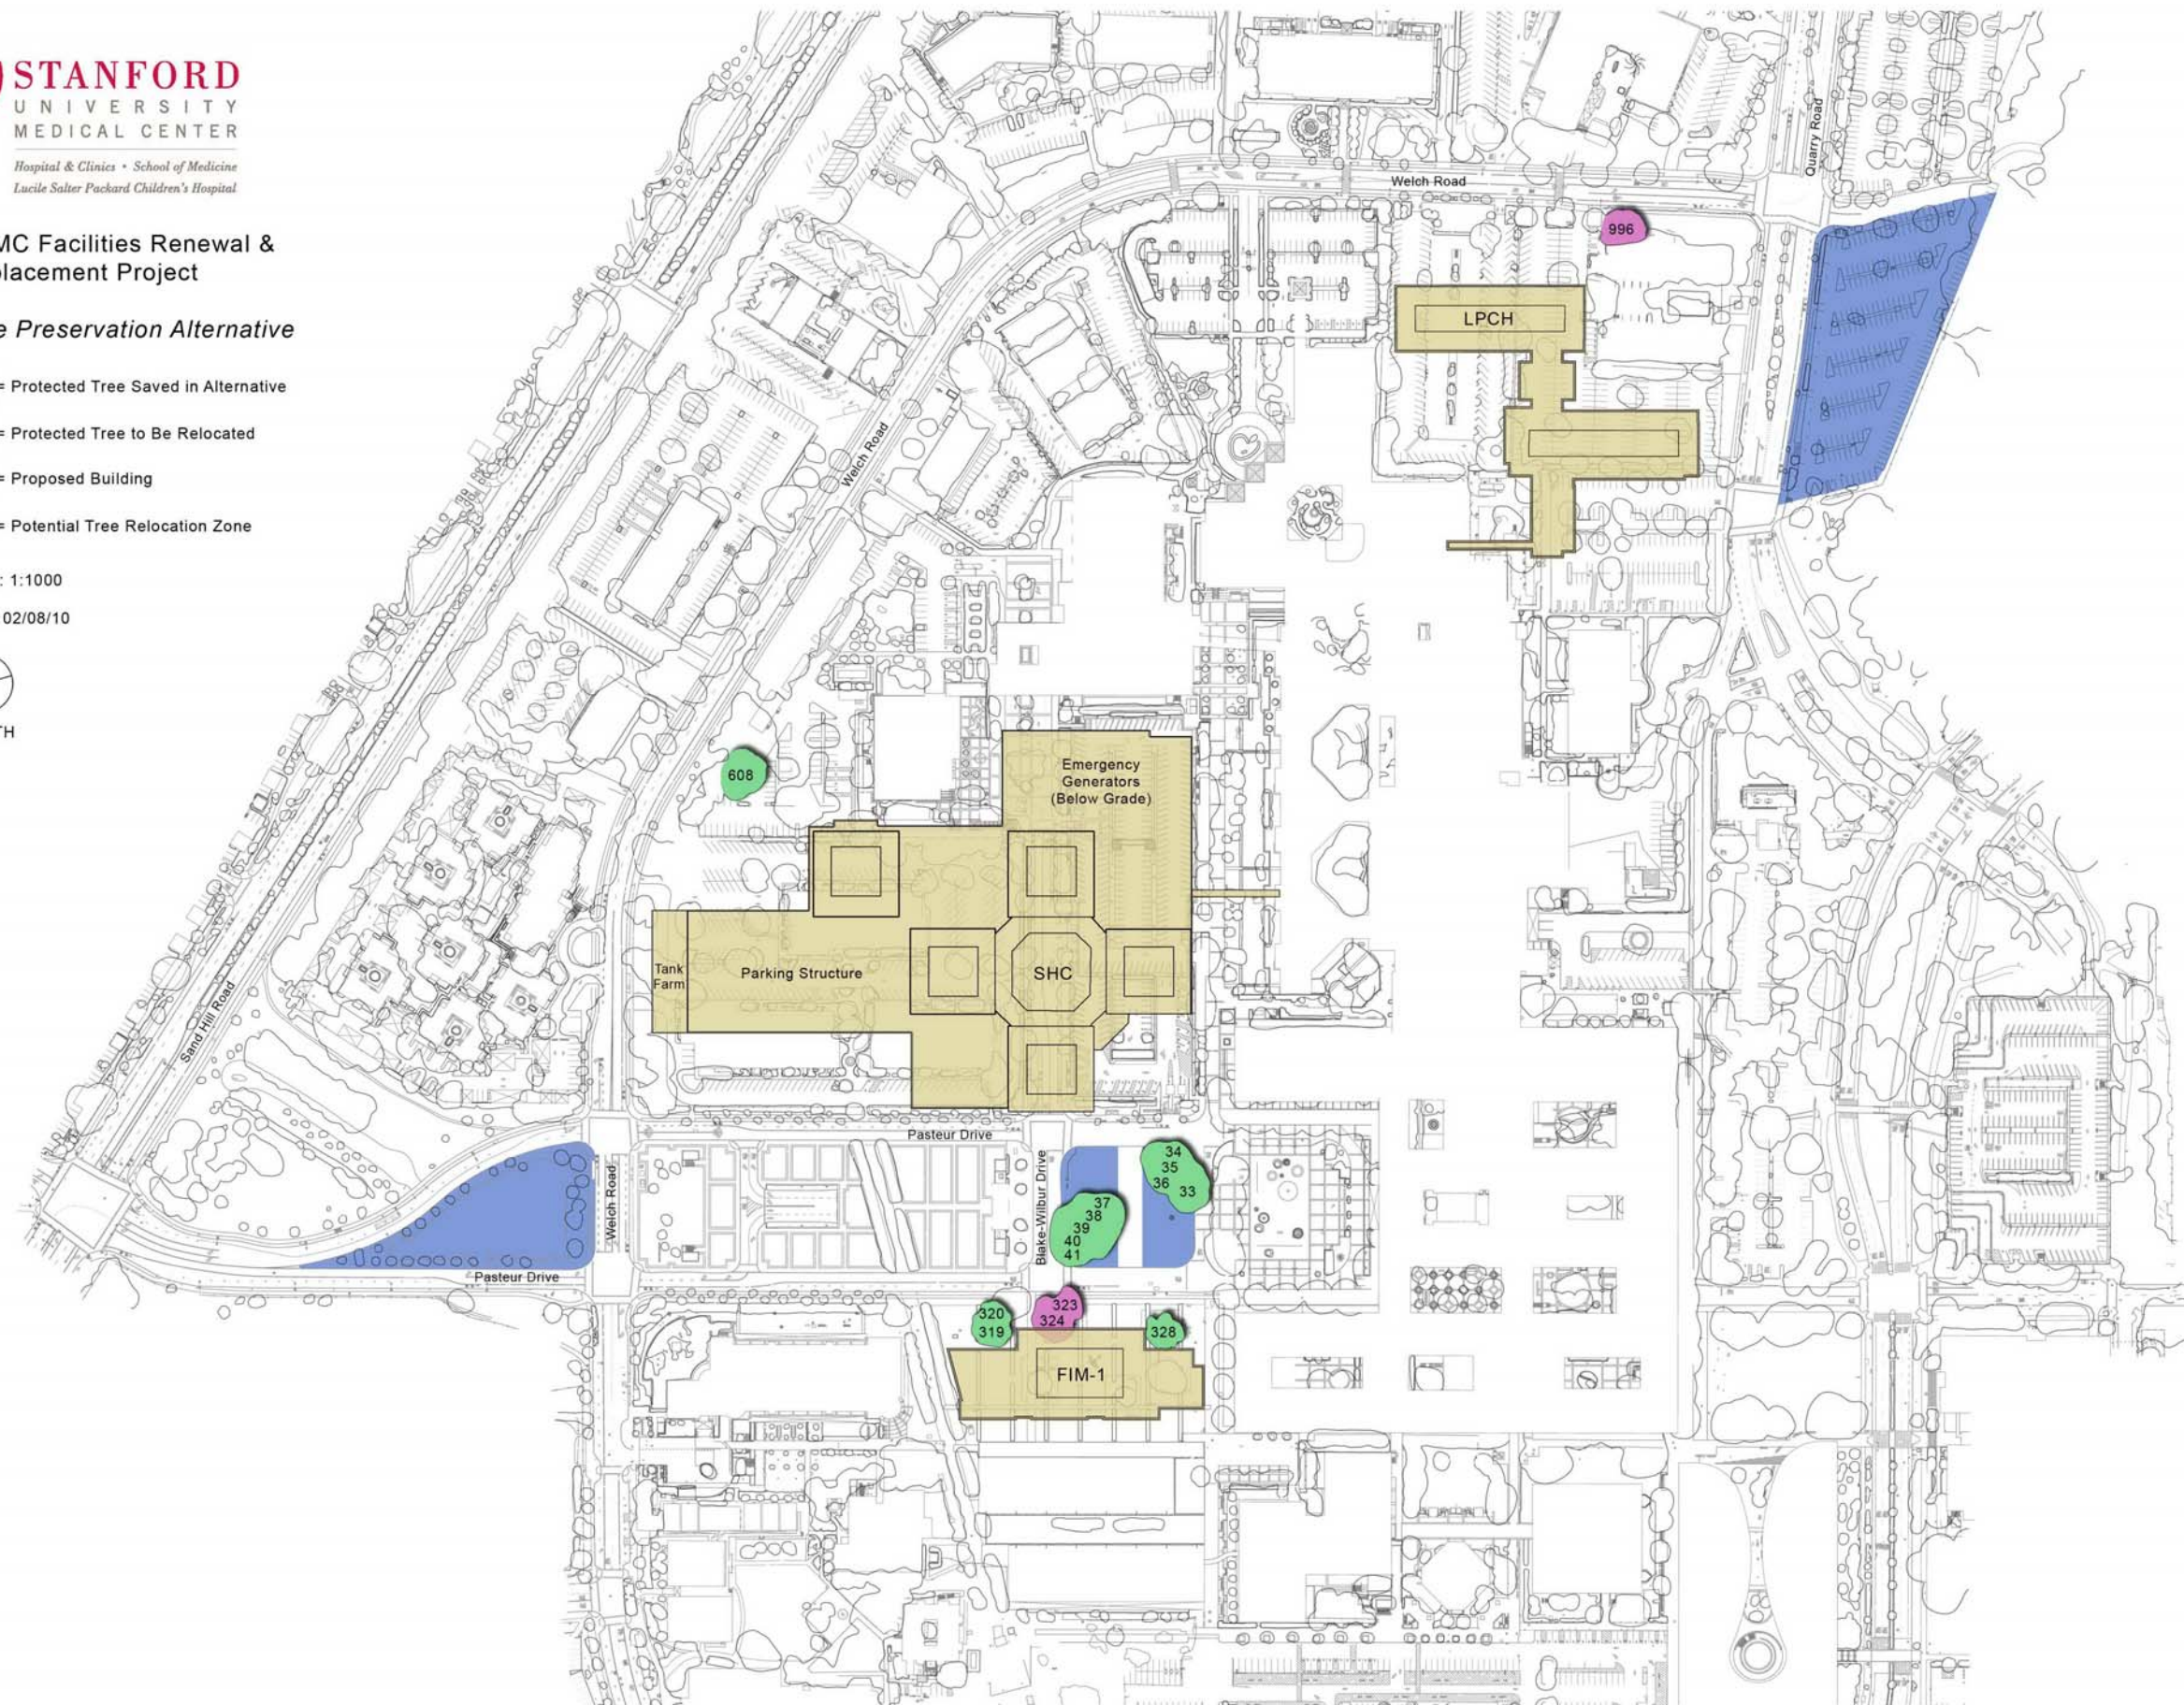 STANFORD
UNIVERSITY
MEDICAL CENTER
Hospital & Clinics • School of Medicine
Lucile Salter Packard Children's Hospital
MC Facilities Renewal &
lacement Project
e Preservation Alternative
= Protected Tree Saved in Alternative
= Protected Tree to Be Relocated
= Proposed Building
= Potential Tree Relocation Zone
: 1:1000
02/08/10
TH
Quarry Road
Welch Road
996
LPCH
Welch Road
608
Emergency
Generators
(Below Grade)
Tank
Farm
Parking Structure
SHC
Sand Hill Road
Pasteur Drive
Welch Road
Blake-Wilbur Drive
34
35
36
33
37
38
39
40
41
Pasteur Drive
320
319
323
324
328
FIM-1